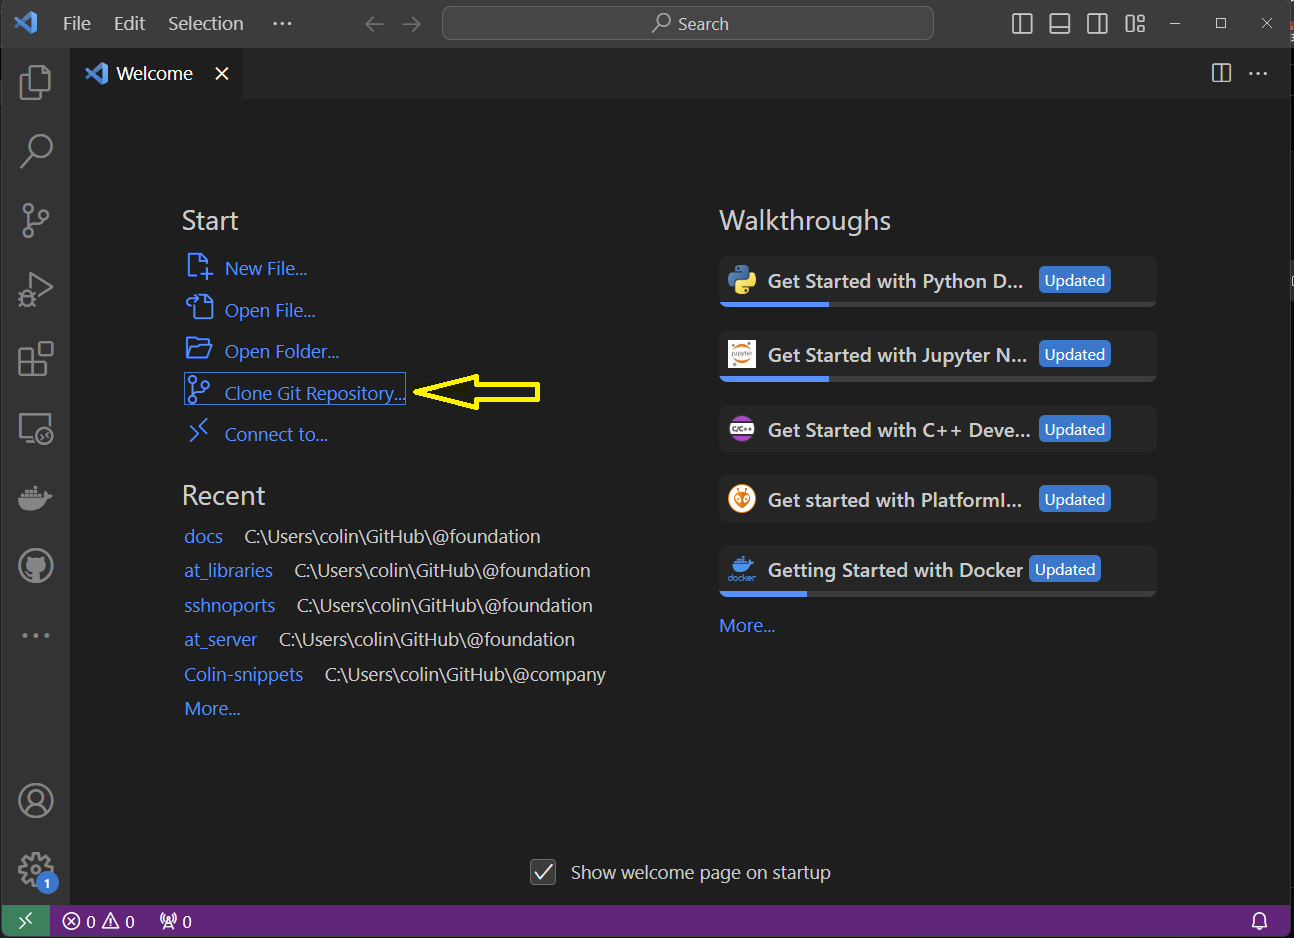 File Edit Selection ··· Search
Welcome
Start
New File...
Open File...
Open Folder...
Clone Git Repository...
Connect to...
Recent
docs C:\Users\colin\GitHub\@foundation
at_libraries C:\Users\colin\GitHub\@foundation
sshnoports C:\Users\colin\GitHub\@foundation
at_server C:\Users\colin\GitHub\@foundation
Colin-snippets C:\Users\colin\GitHub\@company
More...
Walkthroughs
Get Started with Python D... Updated
jupyter
Get Started with Jupyter N... Updated
C/C++
Get Started with C++ Deve... Updated
Get started with PlatformI... Updated
docker
Getting Started with Docker Updated
More...
Show welcome page on startup
1
0 0 0